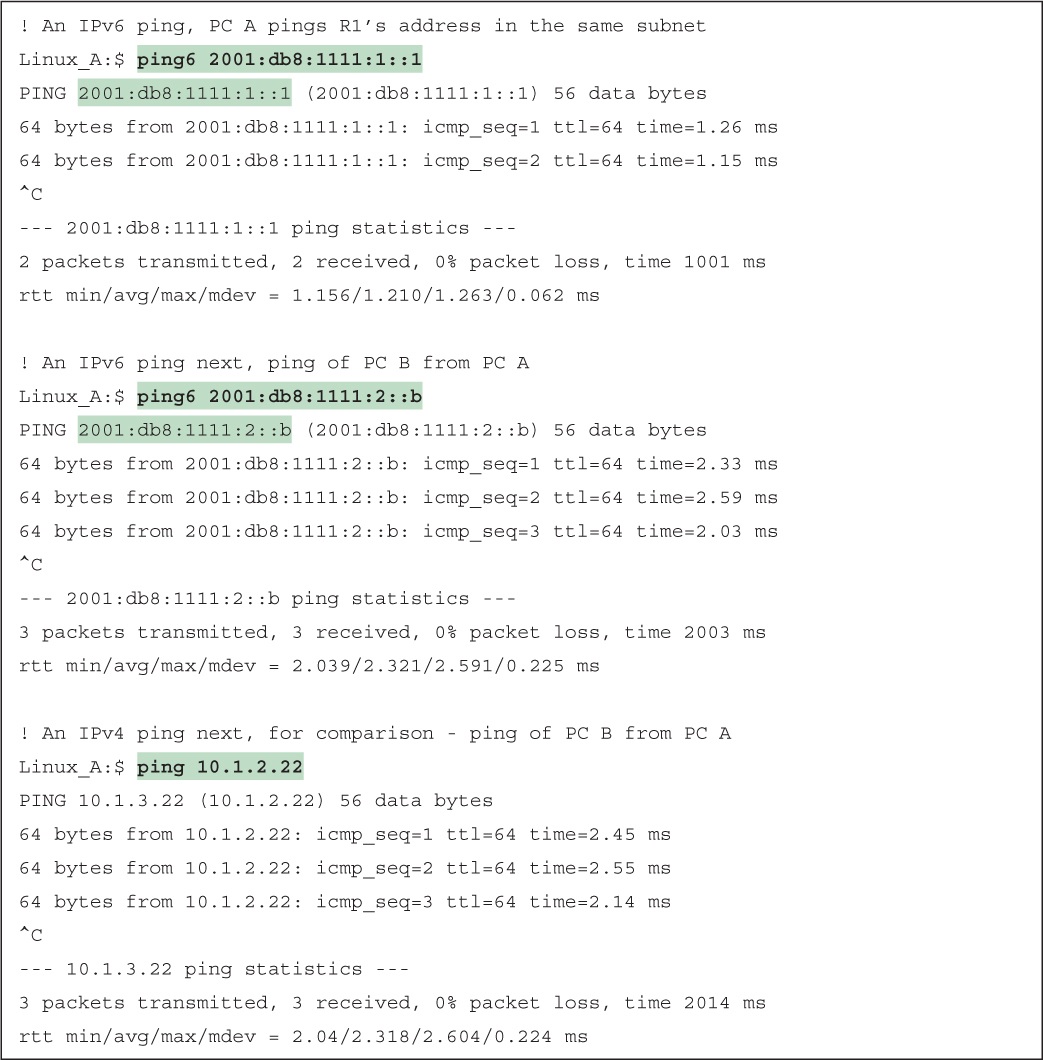 ! An IPv6 ping, PC A pings R1’s address in the same subnet
Linux_A:$ ping6 2001:db8:1111:1::1
PING 2001:db8:1111:1::1 (2001:db8:1111:1::1) 56 data bytes
64 bytes from 2001:db8:1111:1::1: icmp_seq=1 ttl=64 time=1.26 ms
64 bytes from 2001:db8:1111:1::1: icmp_seq=2 ttl=64 time=1.15 ms
^C
--- 2001:db8:1111:1::1 ping statistics ---
2 packets transmitted, 2 received, 0% packet loss, time 1001 ms
rtt min/avg/max/mdev = 1.156/1.210/1.263/0.062 ms
! An IPv6 ping next, ping of PC B from PC A
Linux_A:$ ping6 2001:db8:1111:2::b
PING 2001:db8:1111:2::b (2001:db8:1111:2::b) 56 data bytes
64 bytes from 2001:db8:1111:2::b: icmp_seq=1 ttl=64 time=2.33 ms
64 bytes from 2001:db8:1111:2::b: icmp_seq=2 ttl=64 time=2.59 ms
64 bytes from 2001:db8:1111:2::b: icmp_seq=3 ttl=64 time=2.03 ms
^C
--- 2001:db8:1111:2::b ping statistics ---
3 packets transmitted, 3 received, 0% packet loss, time 2003 ms
rtt min/avg/max/mdev = 2.039/2.321/2.591/0.225 ms
! An IPv4 ping next, for comparison - ping of PC B from PC A
Linux_A:$ ping 10.1.2.22
PING 10.1.3.22 (10.1.2.22) 56 data bytes
64 bytes from 10.1.2.22: icmp_seq=1 ttl=64 time=2.45 ms
64 bytes from 10.1.2.22: icmp_seq=2 ttl=64 time=2.55 ms
64 bytes from 10.1.2.22: icmp_seq=3 ttl=64 time=2.14 ms
^C
--- 10.1.3.22 ping statistics ---
3 packets transmitted, 3 received, 0% packet loss, time 2014 ms
rtt min/avg/max/mdev = 2.04/2.318/2.604/0.224 ms